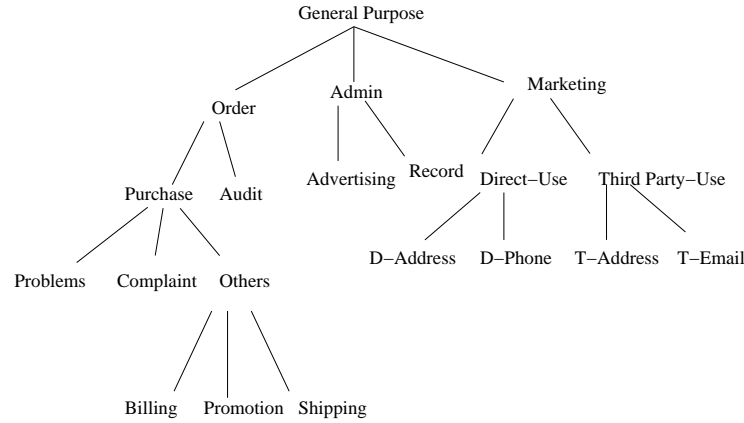 General Purpose
Order
Admin
Marketing
Purchase
Audit
Advertising
Record
Direct−Use
Third Party−Use
Problems
Complaint
Others
D−Address
D−Phone
T−Address
T−Email
Billing
Promotion
Shipping